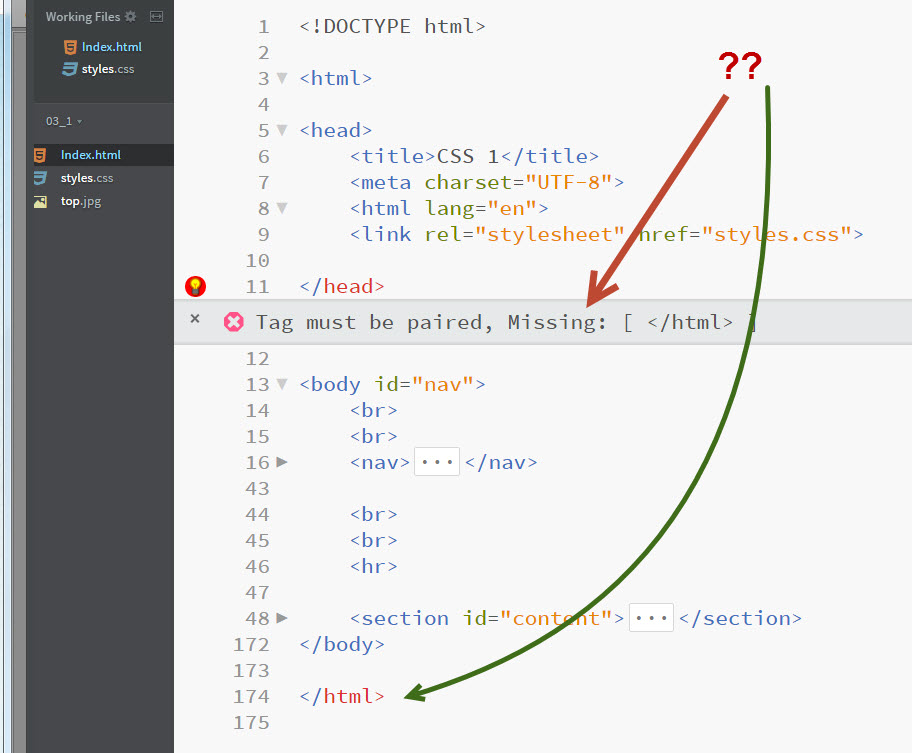 Working Files
Index.html
styles.css
03_1
Index.html
styles.css
top.jpg
??
1 <!DOCTYPE html>
2
3 <html>
4
5 <head>
6 <title>CSS 1</title>
7 <meta charset="UTF-8">
8 <html lang="en">
9 <link rel="stylesheet" href="styles.css">
10
11 </head>
× Tag must be paired, Missing: [ </html> ]
12
13 <body id="nav">
14 <br>
15 <br>
16 <nav>···</nav>
43
44 <br>
45 <br>
46 <hr>
47
48 <section id="content">···</section>
172 </body>
173
174 </html>
175